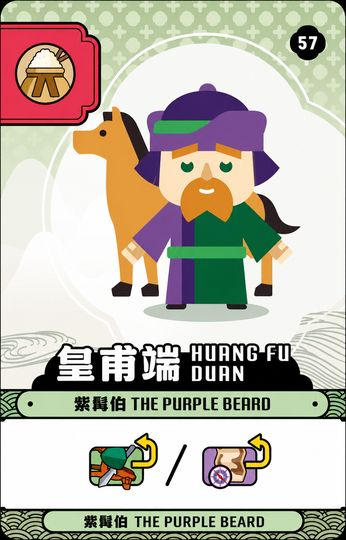 57
皇甫端 HUANG FU DUAN
紫髯伯 THE PURPLE BEARD
/
紫髯伯 THE PURPLE BEARD